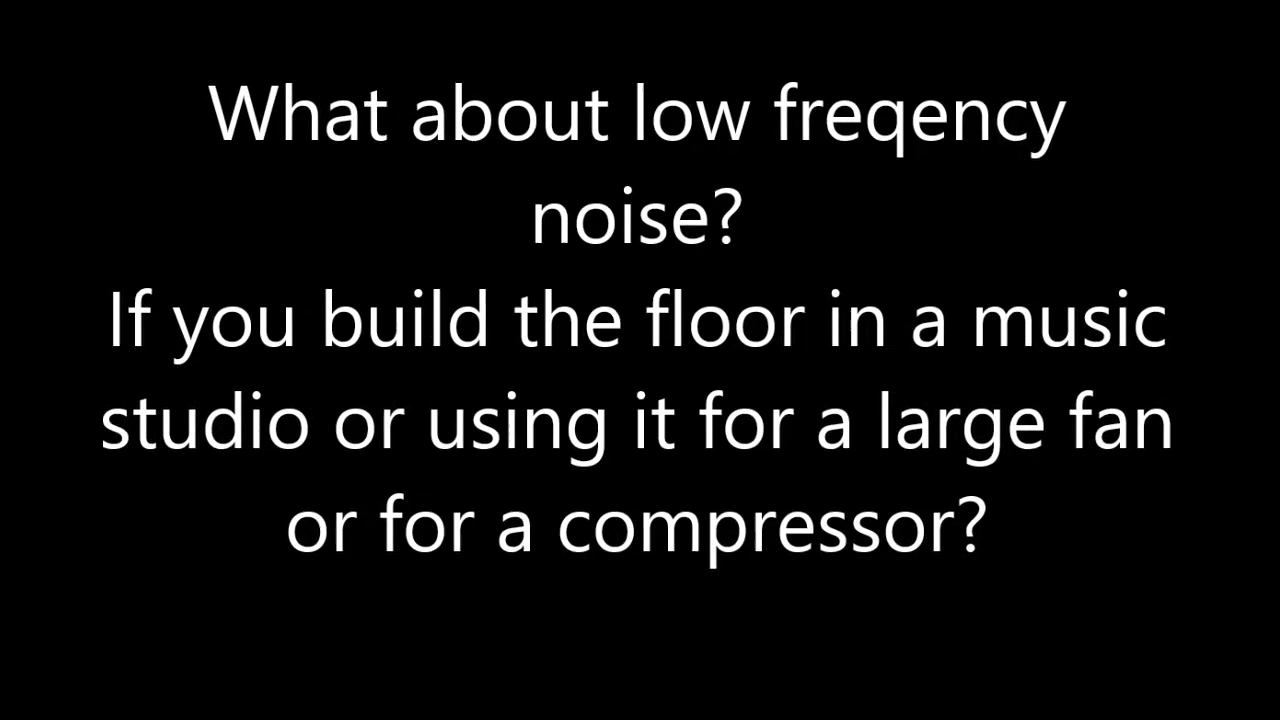 What about low freqency
noise?
If you build the floor in a music
studio or using it for a large fan
or for a compressor?